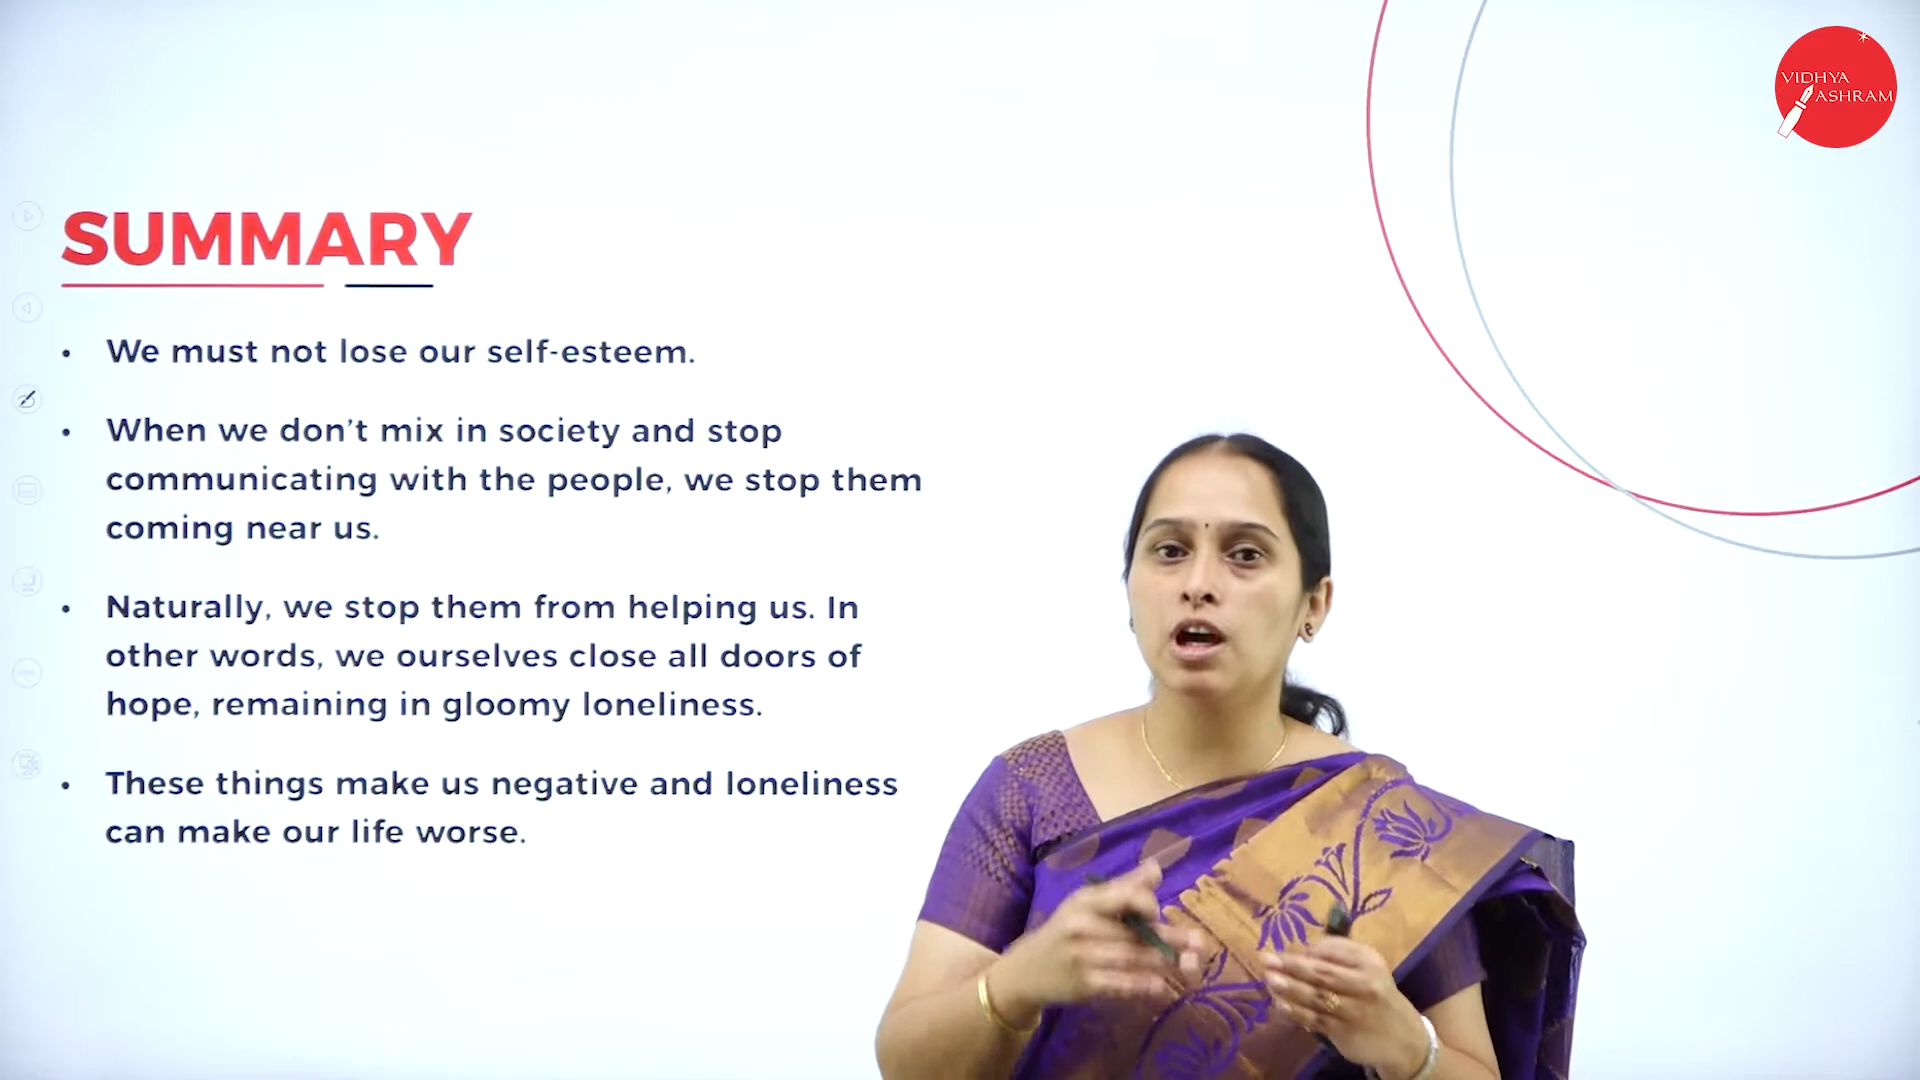 VIDHYA
ASHRAM
SUMMARY
• We must not lose our self-esteem.
• When we don’t mix in society and stop
communicating with the people, we stop them
coming near us.
• Naturally, we stop them from helping us. In
other words, we ourselves close all doors of
hope, remaining in gloomy loneliness.
• These things make us negative and loneliness
can make our life worse.